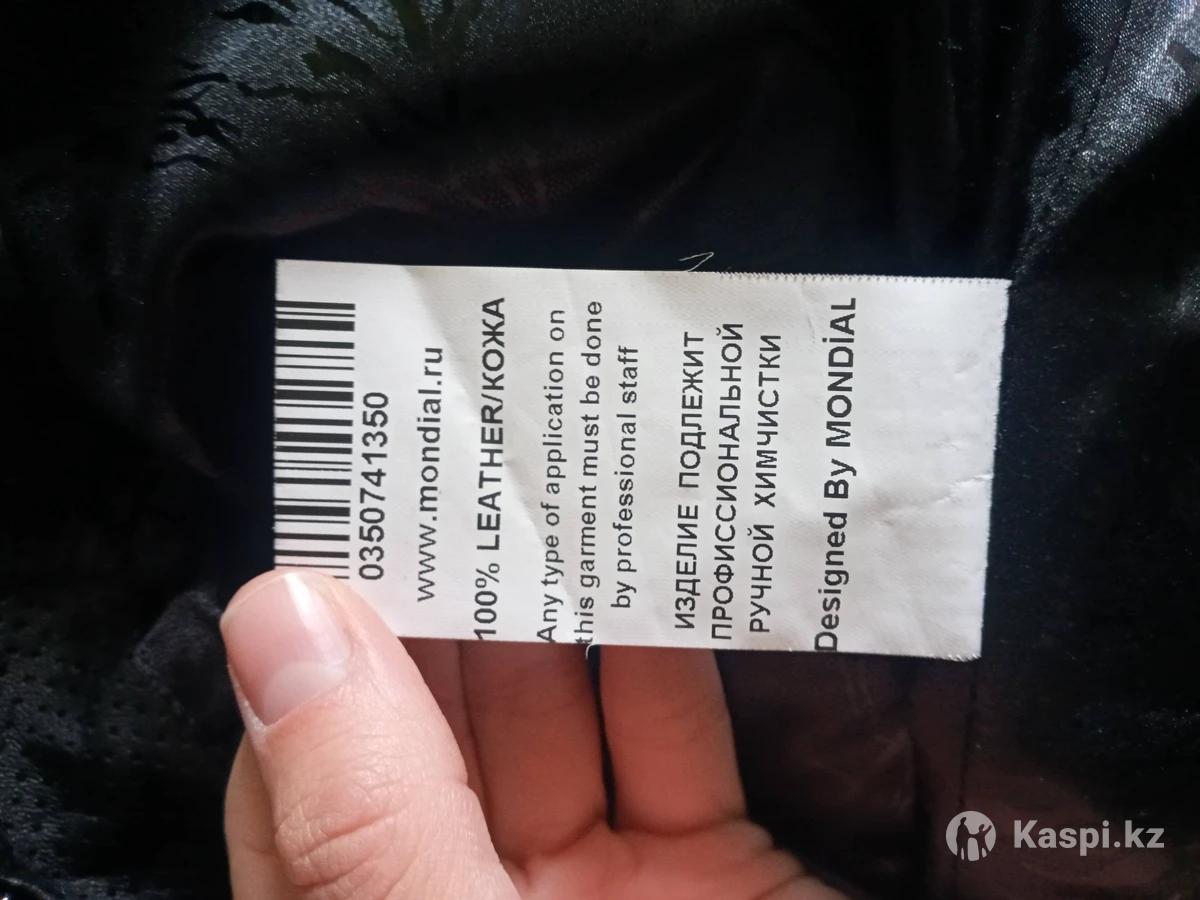 0350741350
www.mondial.ru
100% LEATHER/КОЖА
Any type of application on
this garment must be done
by professional staff
ИЗДЕЛИЕ ПОДЛЕЖИТ
ПРОФИССИОНАЛЬНОЙ
РУЧНОЙ ХИМЧИСТКИ
Designed By MONDİAL
Kaspi.kz